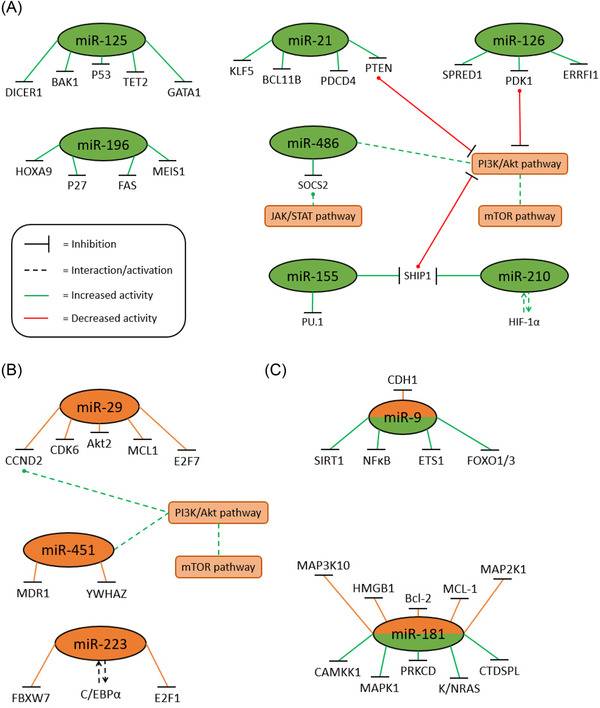 (A)
miR-125
DICER1
BAK1
P53
TET2
GATA1
miR-21
KLF5
BCL11B
PDCD4
PTEN
miR-126
SPRED1
PDK1
ERRFI1
miR-196
HOXA9
P27
FAS
MEIS1
miR-486
SOCS2
JAK/STAT pathway
PI3K/Akt pathway
mTOR pathway
= Inhibition
= Interaction/activation
= Increased activity
= Decreased activity
miR-155
PU.1
SHIP1
miR-210
HIF-1α
(B)
miR-29
CCND2
CDK6
Akt2
MCL1
E2F7
PI3K/Akt pathway
mTOR pathway
miR-451
MDR1
YWHAZ
miR-223
FBXW7
C/EBPα
E2F1
(C)
CDH1
miR-9
SIRT1
NFκB
ETS1
FOXO1/3
MAP3K10
HMGB1
Bcl-2
MCL-1
MAP2K1
miR-181
CAMKK1
MAPK1
PRKCD
K/NRAS
CTDSPL